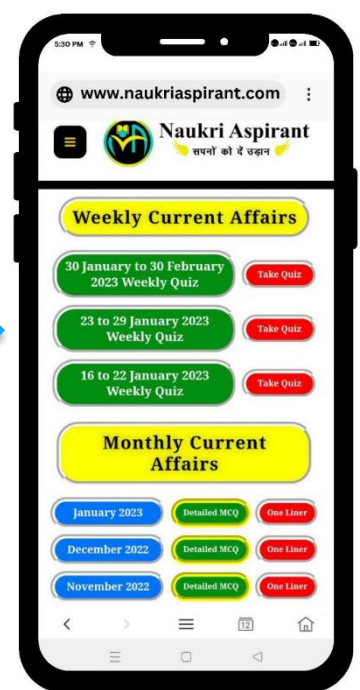 5:30 PM
www.naukriaspirant.com
Naukri Aspirant
सपनों को दें उड़ान
Weekly Current Affairs
30 January to 30 February
2023 Weekly Quiz
Take Quiz
23 to 29 January 2023
Weekly Quiz
Take Quiz
16 to 22 January 2023
Weekly Quiz
Take Quiz
Monthly Current
Affairs
January 2023
Detailed MCQ
One Liner
December 2022
Detailed MCQ
One Liner
November 2022
Detailed MCQ
One Liner
12